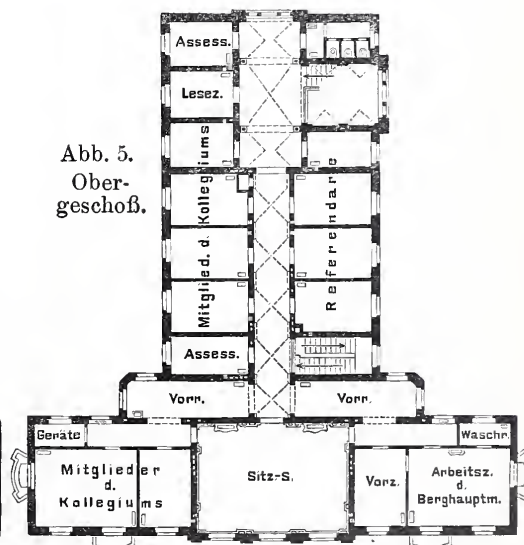 Abb. 5.
Ober-
geschoß.
Assess.
Lesez.
Mitglied. d. Kollegiums
Referendare
Assess.
Vorr.
Vorr.
Geräte
Waschr.
Mitglieder
d.
Kollegiums
Sitz.-S.
Vorz.
Arbeitsz.
d.
Berghauptm.